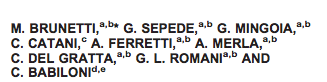 M. BRUNETTI,a,b* G. SEPEDE,a,b G. MINGOIA,a,b
C. CATANI,c A. FERRETTI,a,b A. MERLA,a,b
C. DEL GRATTA,a,b G. L. ROMANIa,b AND
C. BABILONId,e